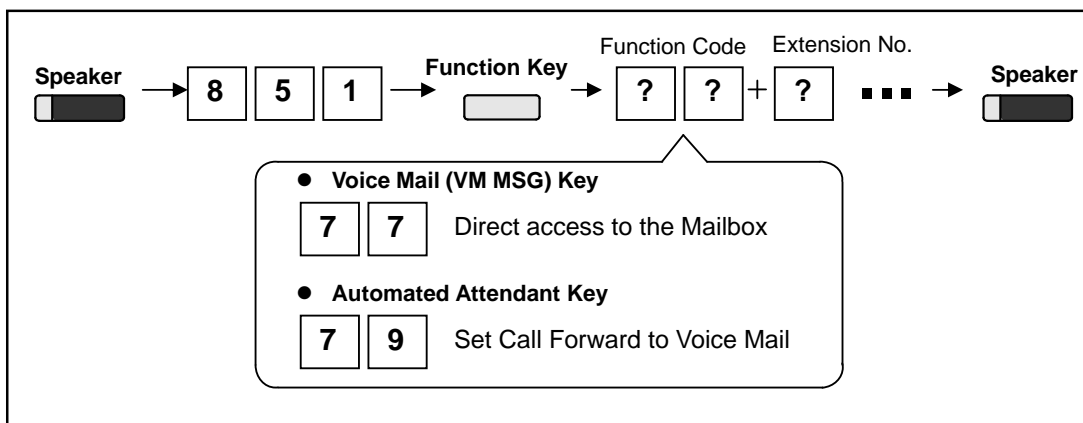 Function Code Extension No.
Speaker 8 5 1 Function Key ? ? + ? ... Speaker
● Voice Mail (VM MSG) Key
7 7 Direct access to the Mailbox
● Automated Attendant Key
7 9 Set Call Forward to Voice Mail